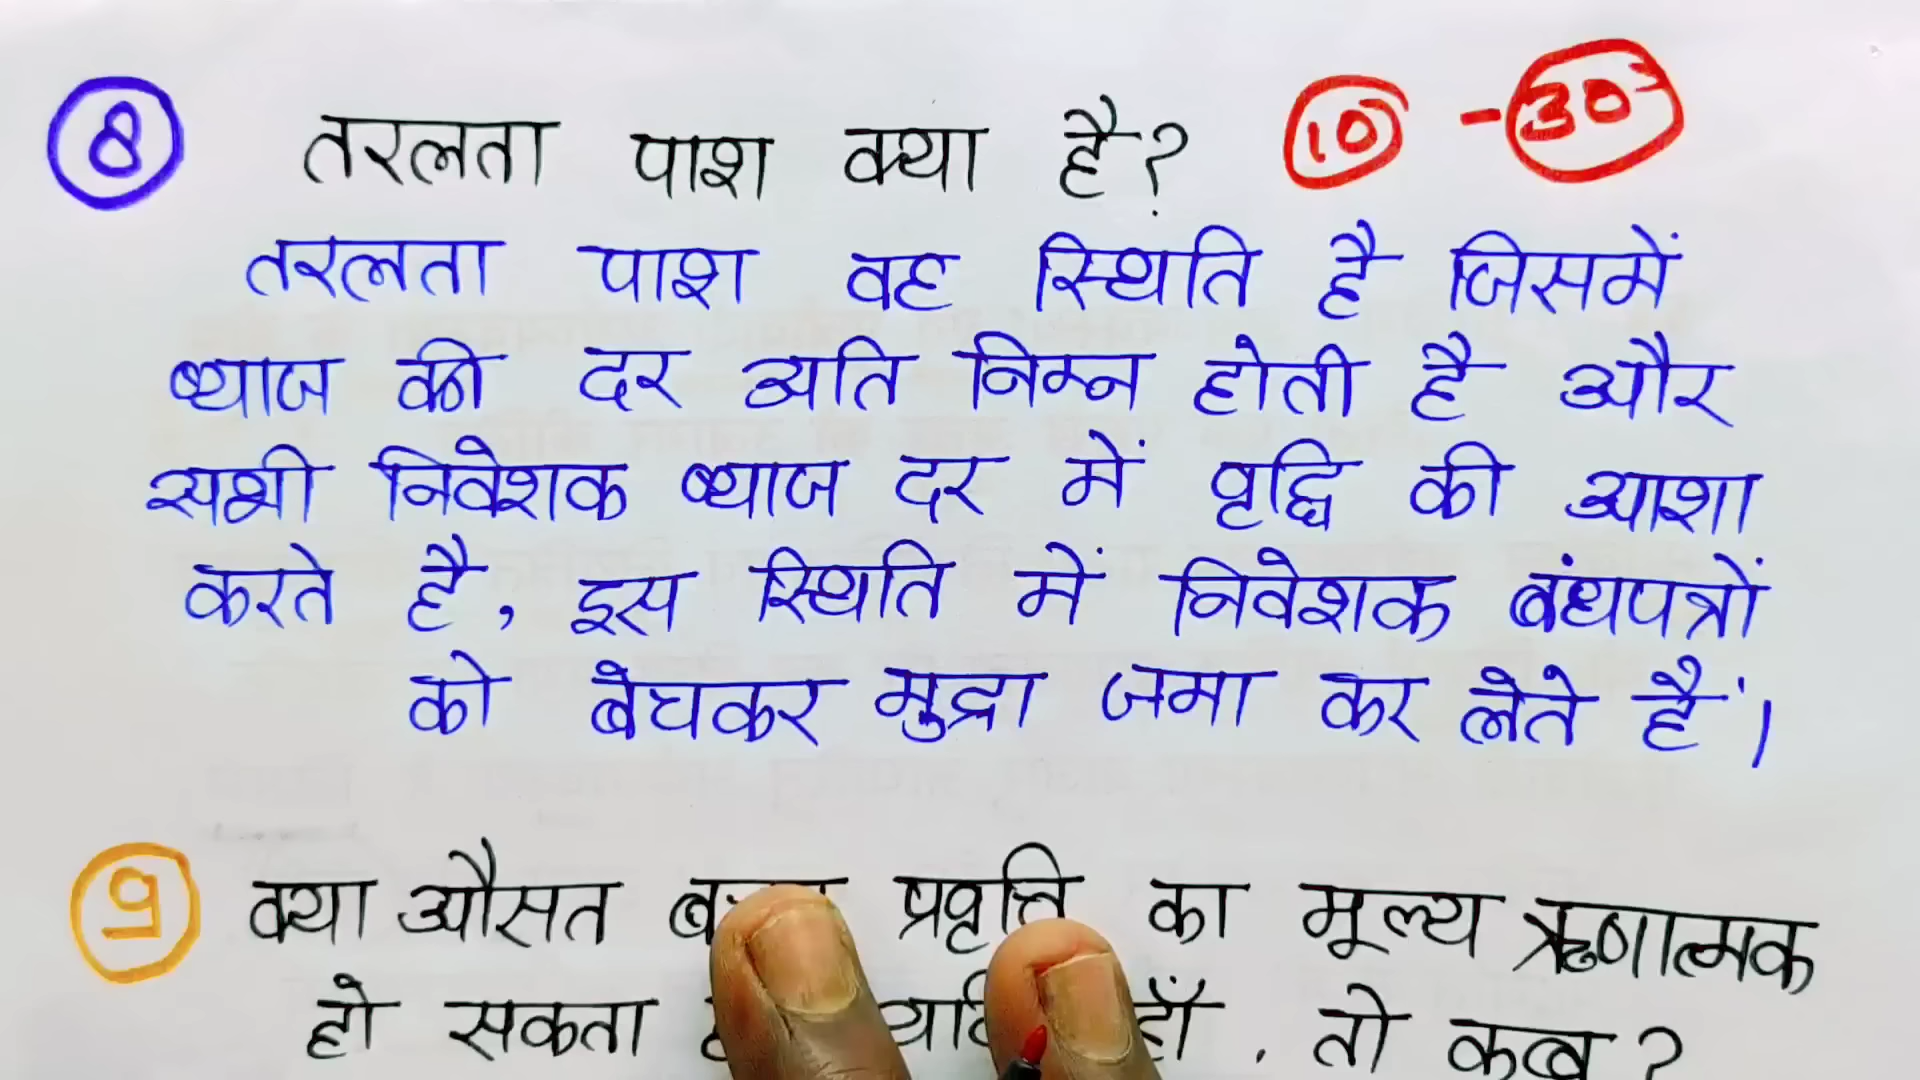 8 तरलता पाश क्या है? 10 -30
तरलता पाश वह स्थिति है जिसमें
ब्याज की दर अति निम्न होती है और
सभी निवेशक ब्याज दर में वृद्धि की आशा
करते है, इस स्थिति में निवेशक बंधपत्रों
को बेचकर मुद्रा जमा कर लेते हैं।
9 क्या औसत प्रवृत्ति का मूल्य ऋणात्मक
हो सकता हाँ, तो कब?